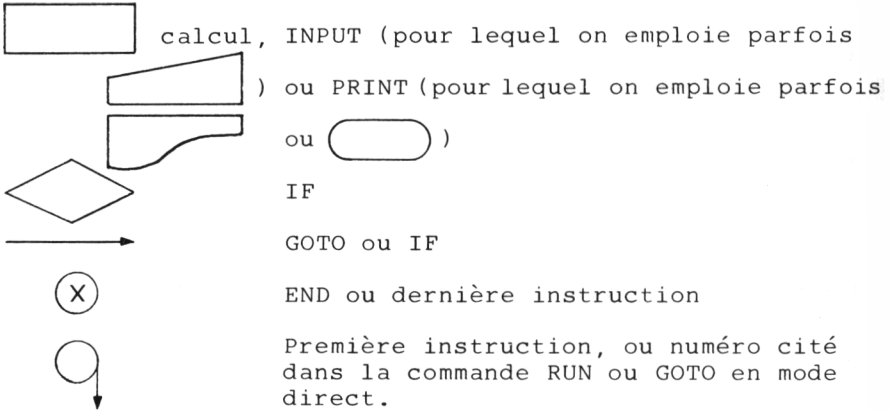 calcul, INPUT (pour lequel on emploie parfois
) ou PRINT (pour lequel on emploie parfois
ou )
IF
GOTO ou IF
X
END ou dernière instruction
Première instruction, ou numéro cité
dans la commande RUN ou GOTO en mode
direct.